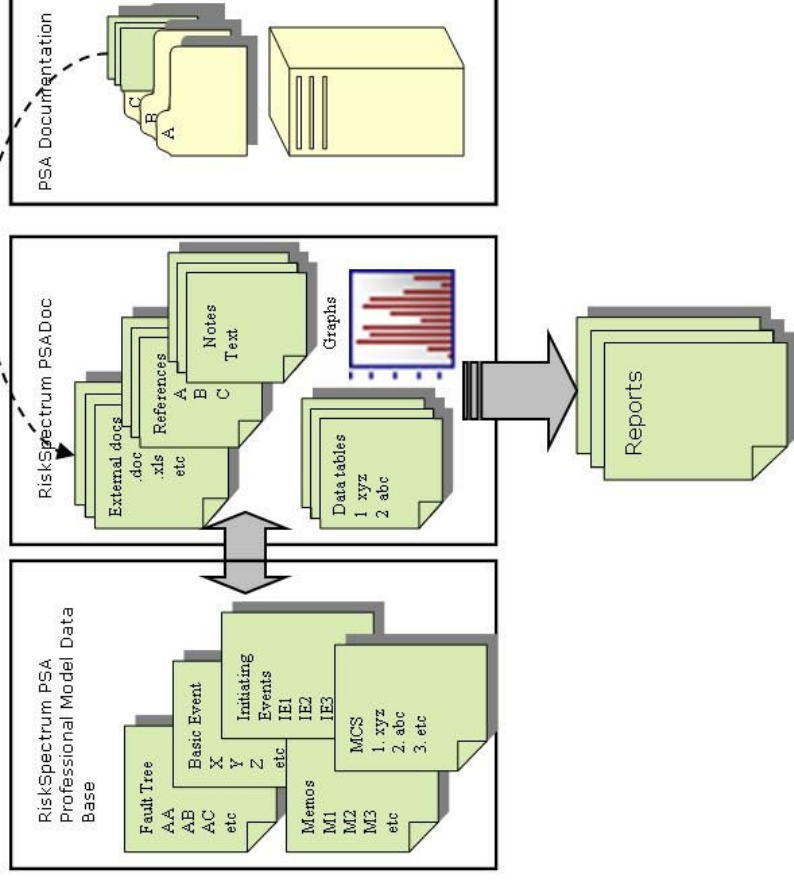 RiskSpectrum PSA
Professional Model Data
Base
Fault Tree
AA
AB
AC
etc
Basic Event
X
Y
Z
etc
Initiating
Events
IE1
IE2
IE3
Memos
M1
M2
M3
etc
MCS
1. xyz
2. abc
3. etc
RiskSpectrum PSADoc
External docs
.doc
.xls
etc
References
A
B
C
Notes
Text
Data tables
1 xyz
2 abc
Graphs
PSA Documentation
C
B
A
Reports